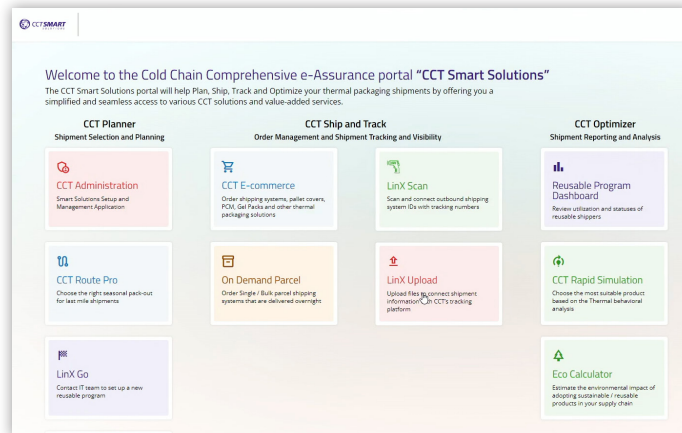 CCT SMART
SOLUTIONS
Welcome to the Cold Chain Comprehensive e-Assurance portal “CCT Smart Solutions”
The CCT Smart Solutions portal will help Plan, Ship, Track and Optimize your thermal packaging shipments by offering you a
simplified and seamless access to various CCT solutions and value-added services.
CCT Planner
Shipment Selection and Planning
CCT Administration
Smart Solutions Setup and
Management Application
CCT Route Pro
Choose the right seasonal pack-out
for last mile shipments
LinX Go
Contact IT team to set up a new
reusable program
CCT Ship and Track
Order Management and Shipment Tracking and Visibility
CCT E-commerce
Order shipping systems, pallet covers,
PCM, Gel Packs and other thermal
packaging solutions
LinX Scan
Scan and connect outbound shipping
system IDs with tracking numbers
On Demand Parcel
Order Single / Bulk parcel shipping
systems that are delivered overnight
LinX Upload
Upload files to connect shipment
information with CCT's tracking
platform
CCT Optimizer
Shipment Reporting and Analysis
Reusable Program
Dashboard
Review utilization and statuses of
reusable shippers
CCT Rapid Simulation
Choose the most suitable product
based on the Thermal behavioral
analysis
Eco Calculator
Estimate the environmental impact of
adopting sustainable / reusable
products in your supply chain